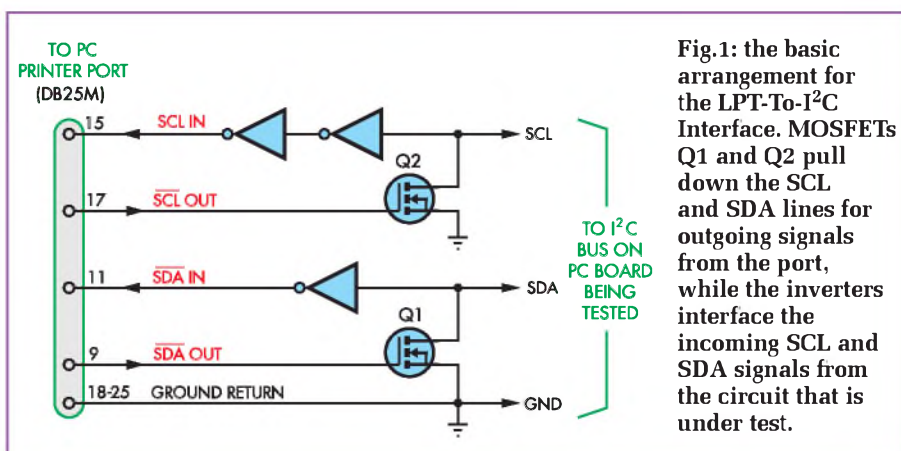 TO PC
PRINTER PORT
(DB25M)
15
SCL IN
SCL
Q2
17
S̅C̅L̅ OUT
TO I²C
BUS ON
PC BOARD
BEING
TESTED
11
S̅D̅A̅ IN
SDA
Q1
9
S̅D̅A̅ OUT
18-25 GROUND RETURN
GND
Fig.1: the basic
arrangement for
the LPT-To-I²C
Interface. MOSFETs
Q1 and Q2 pull
down the SCL
and SDA lines for
outgoing signals
from the port,
while the inverters
interface the
incoming SCL and
SDA signals from
the circuit that is
under test.